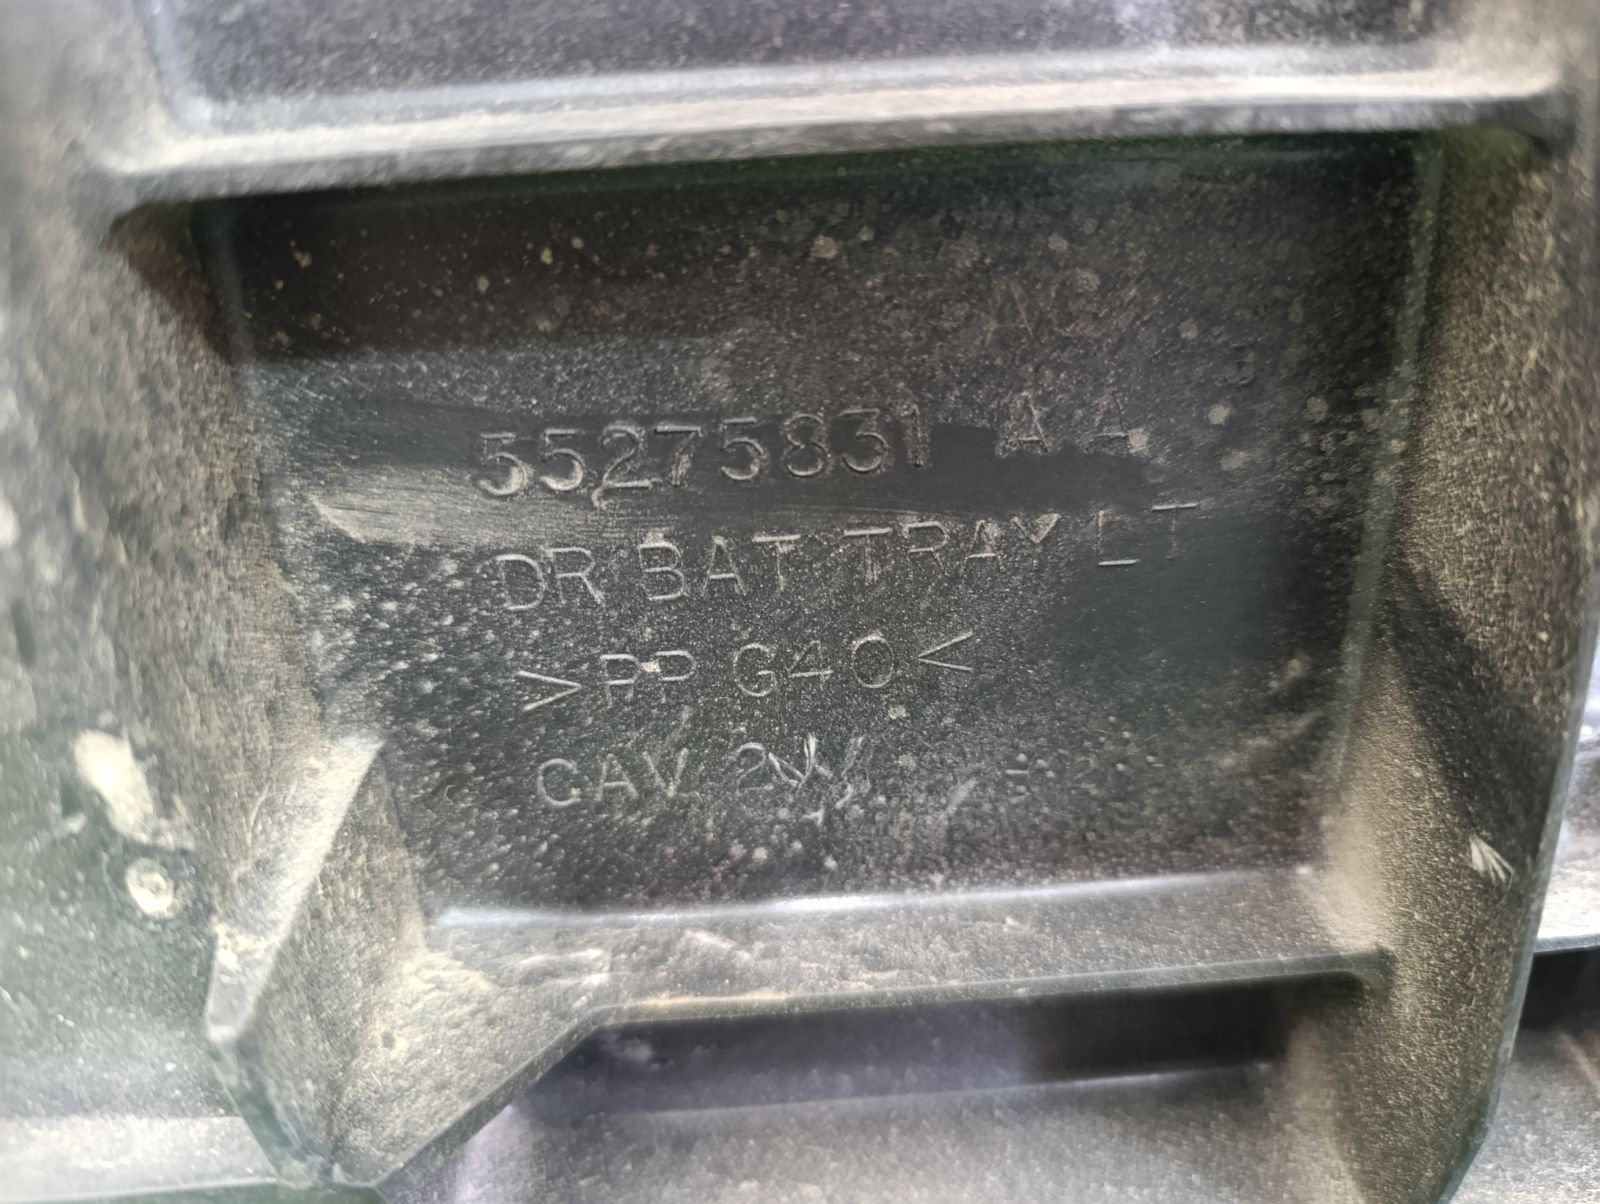 55275831 AA
DR BAT TRAY LT
>PP G40<
CAV. 2